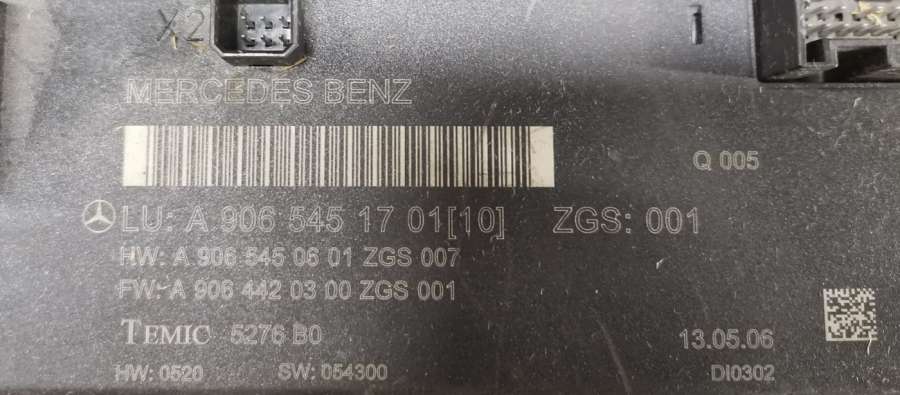 X2
1
MERCEDES BENZ
Q 005
LU: A 906 545 17 01[10] ZGS: 001
HW: A 906 545 06 01 ZGS 007
FW: A 906 442 03 00 ZGS 001
TEMIC 5276 B0
13.05.06
HW: 0520 SW: 054300
DI0302